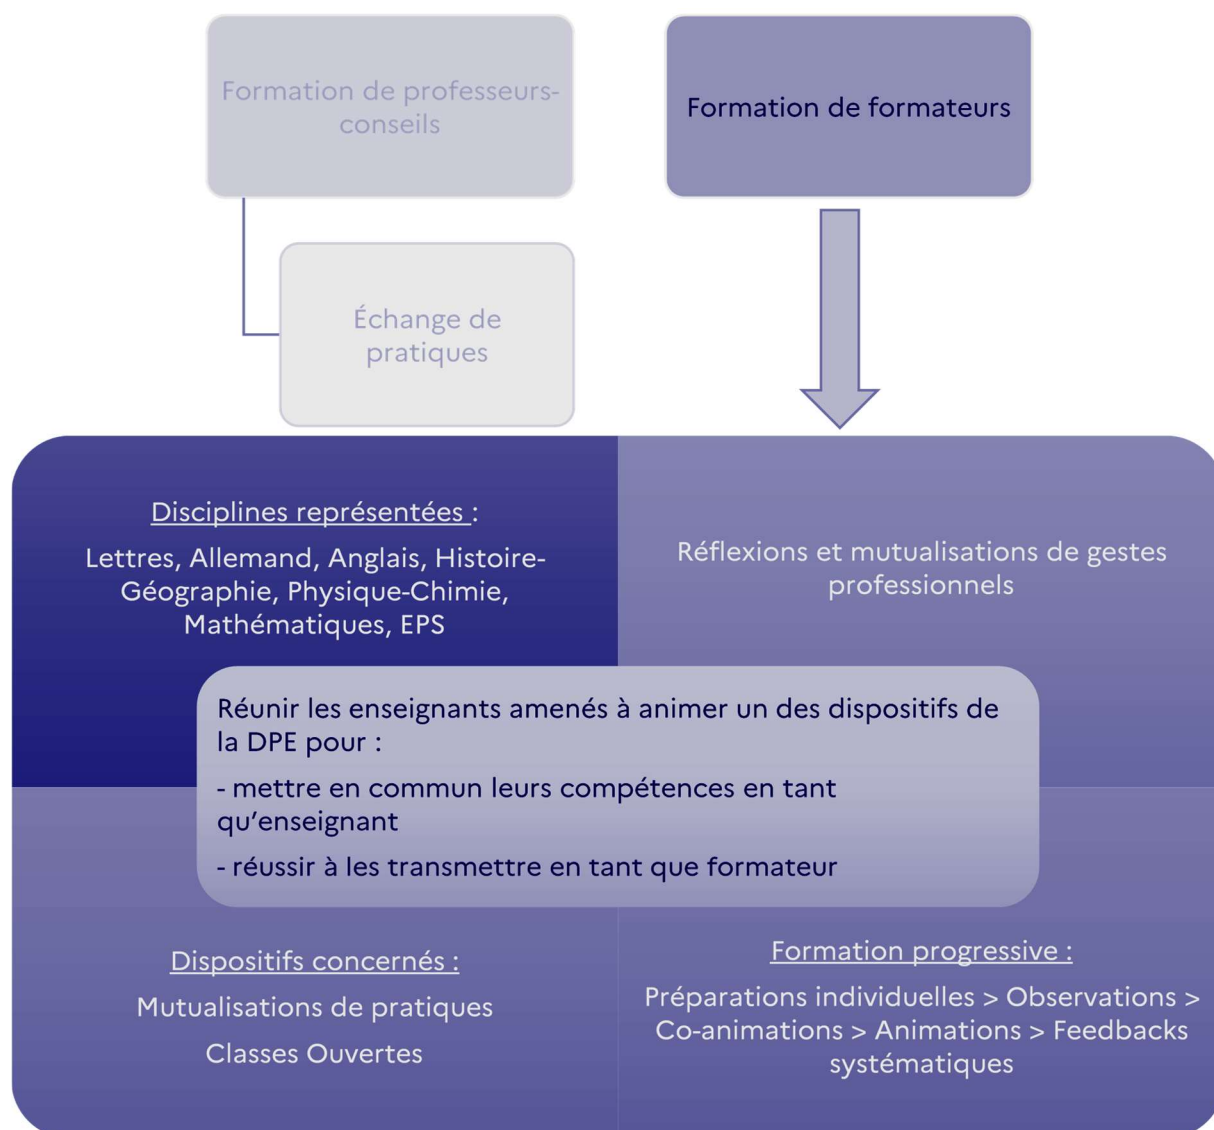 Formation de professeurs-
conseils
Formation de formateurs
Échange de
pratiques
Disciplines représentées :
Lettres, Allemand, Anglais, Histoire-
Géographie, Physique-Chimie,
Mathématiques, EPS
Réflexions et mutualisations de gestes
professionnels
Réunir les enseignants amenés à animer un des dispositifs de
la DPE pour :
- mettre en commun leurs compétences en tant
qu’enseignant
- réussir à les transmettre en tant que formateur
Dispositifs concernés :
Mutualisations de pratiques
Classes Ouvertes
Formation progressive :
Préparations individuelles > Observations >
Co-animations > Animations > Feedbacks
systématiques